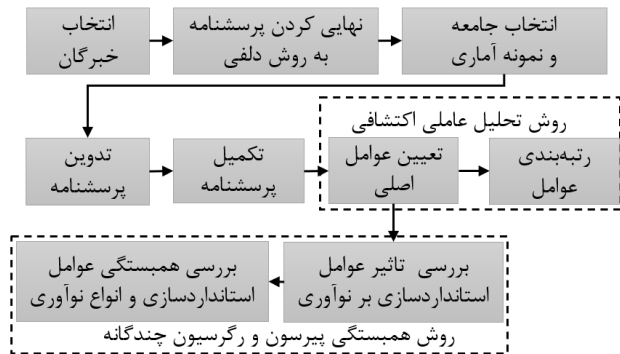 انتخاب
خبرگان
نهایی کردن پرسشنامه
به روش دلفی
انتخاب جامعه
و نمونه آماری
روش تحلیل عاملی اکتشافی
تدوین
پرسشنامه
تکمیل
پرسشنامه
تعیین عوامل
اصلی
رتبه‌بندی
عوامل
بررسی تاثیر عوامل
استانداردسازی بر نوآوری
بررسی همبستگی عوامل
استانداردسازی و انواع نوآوری
روش همبستگی پیرسون و رگرسیون چندگانه